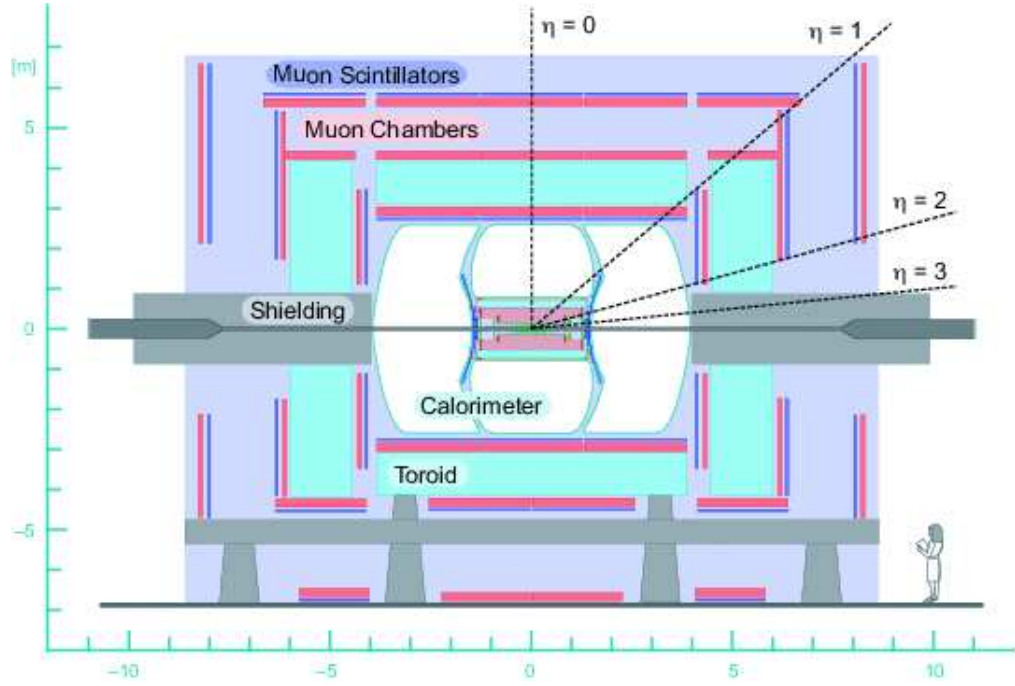 η = 0
η = 1
[m]
Muon Scintillators
5
Muon Chambers
η = 2
η = 3
Shielding
0
Calorimeter
Toroid
−5
−10
−5
0
5
10